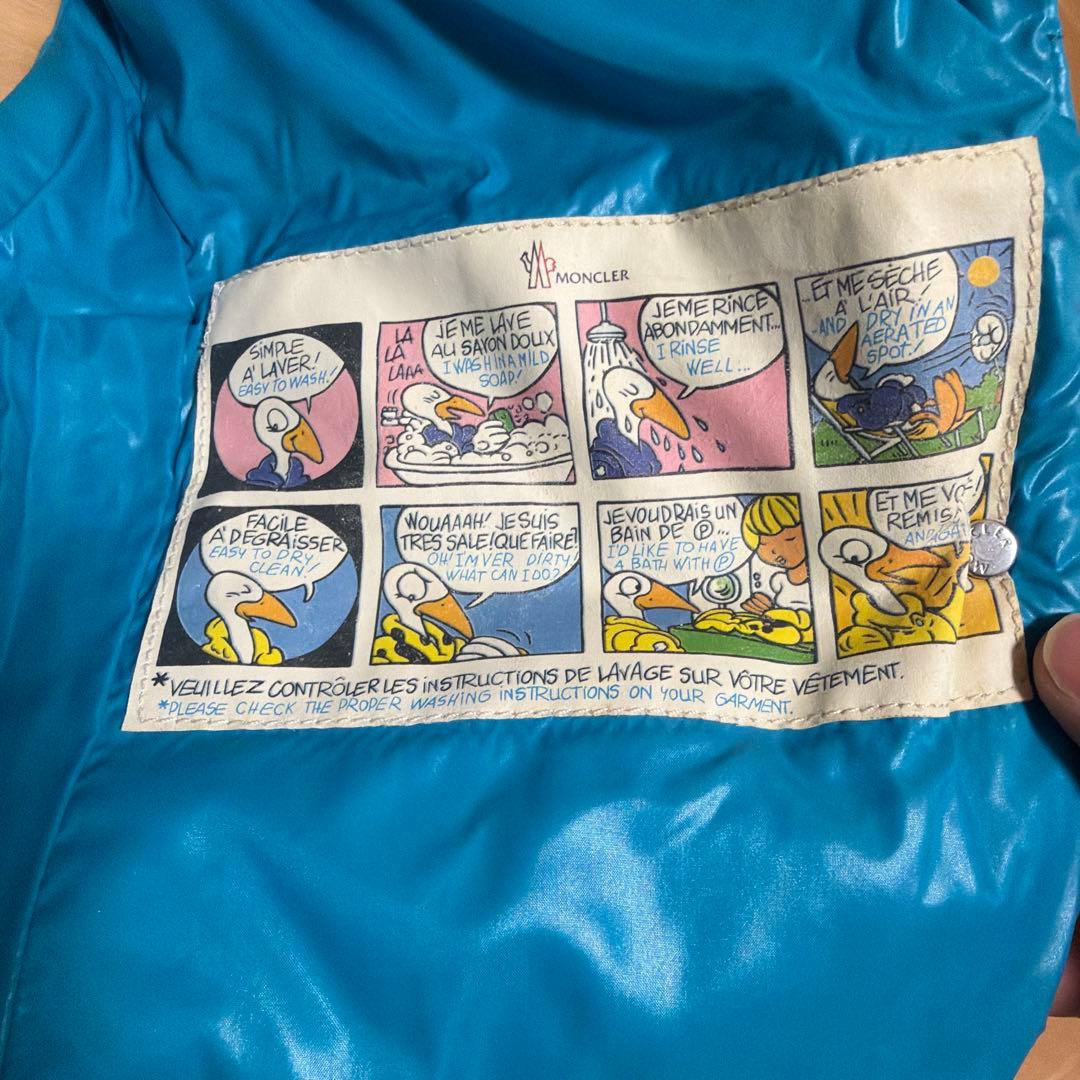 MONCLER
SIMPLE
A' LAVER!
EASY TO WASH!
LA
LA
LAAA
JE ME LAVE
AU SAVON DOUX
I WASH IN A MILD
SOAP!
JE ME RINCE
ABONDAMMENT...
I RINSE
WELL...
...ET ME SÈCHE
A' L'AIR!
...AND DRY IN AN
AERATED
SPOT!
FACILE
A' DÉGRAISSER
EASY TO DRY
CLEAN!
WOUAAAH! JE SUIS
TRES SALE! QUE FAIRE?
OH! I'M VER DIRTY!
WHAT CAN I DO?
JE VOUDRAIS UN
BAIN DE Ⓟ...
I'D LIKE TO HAVE
A BATH WITH Ⓟ
ET ME
REMIS
*VEUILLEZ CONTRÔLER LES INSTRUCTIONS DE LAVAGE SUR VÔTRE VÊTEMENT.
*PLEASE CHECK THE PROPER WASHING INSTRUCTIONS ON YOUR GARMENT.